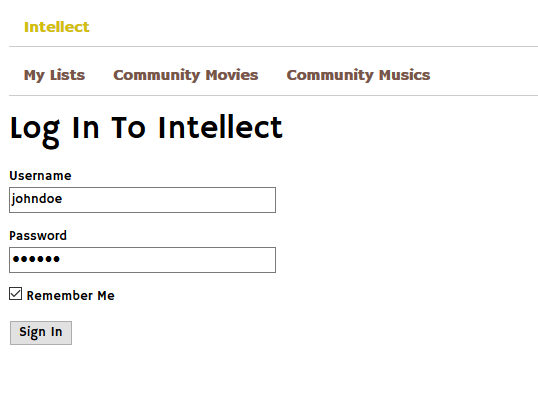 Intellect
My Lists Community Movies Community Musics
Log In To Intellect
Username
johndoe
Password
••••••
Remember Me
Sign In